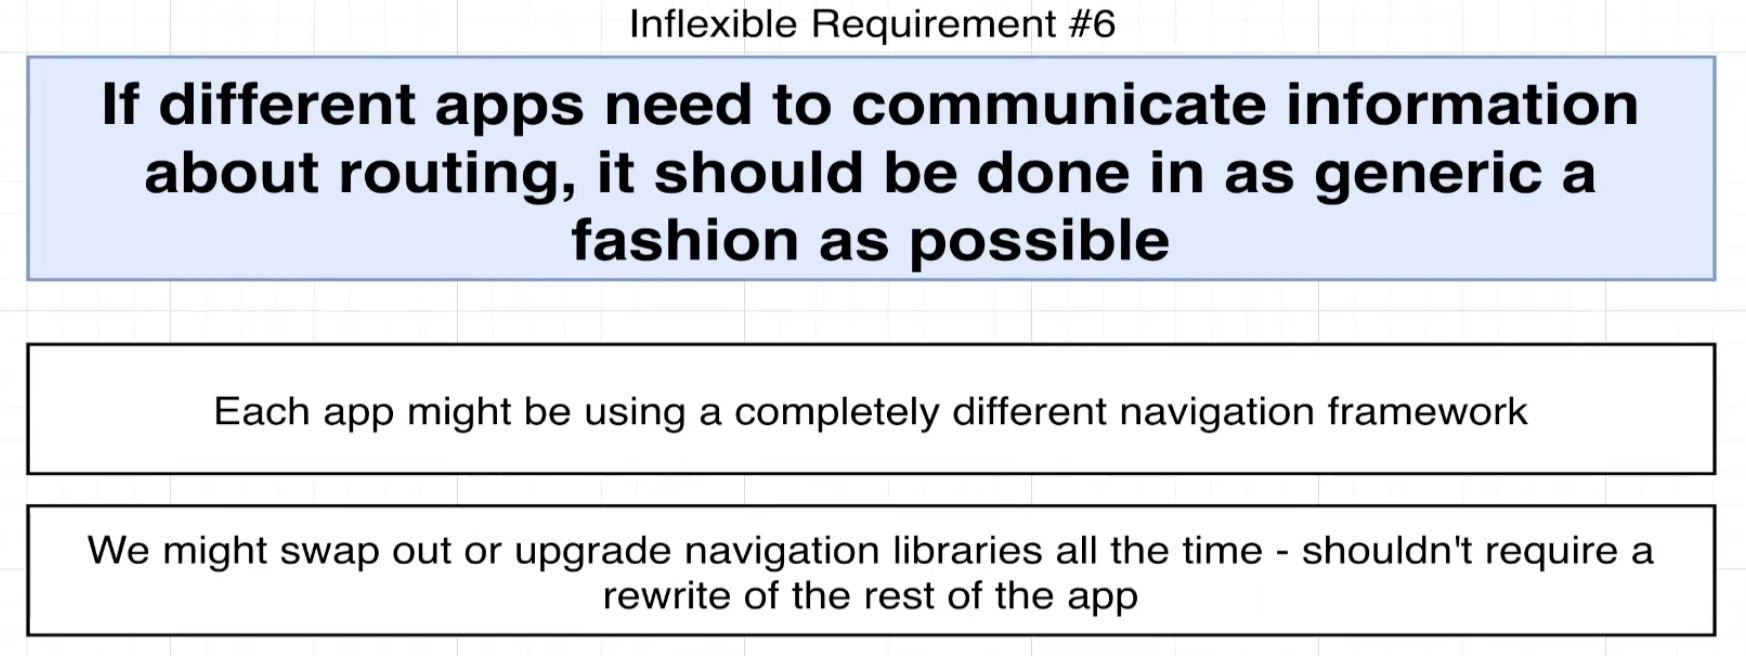 Inflexible Requirement #6
If different apps need to communicate information
about routing, it should be done in as generic a
fashion as possible
Each app might be using a completely different navigation framework
We might swap out or upgrade navigation libraries all the time - shouldn't require a
rewrite of the rest of the app